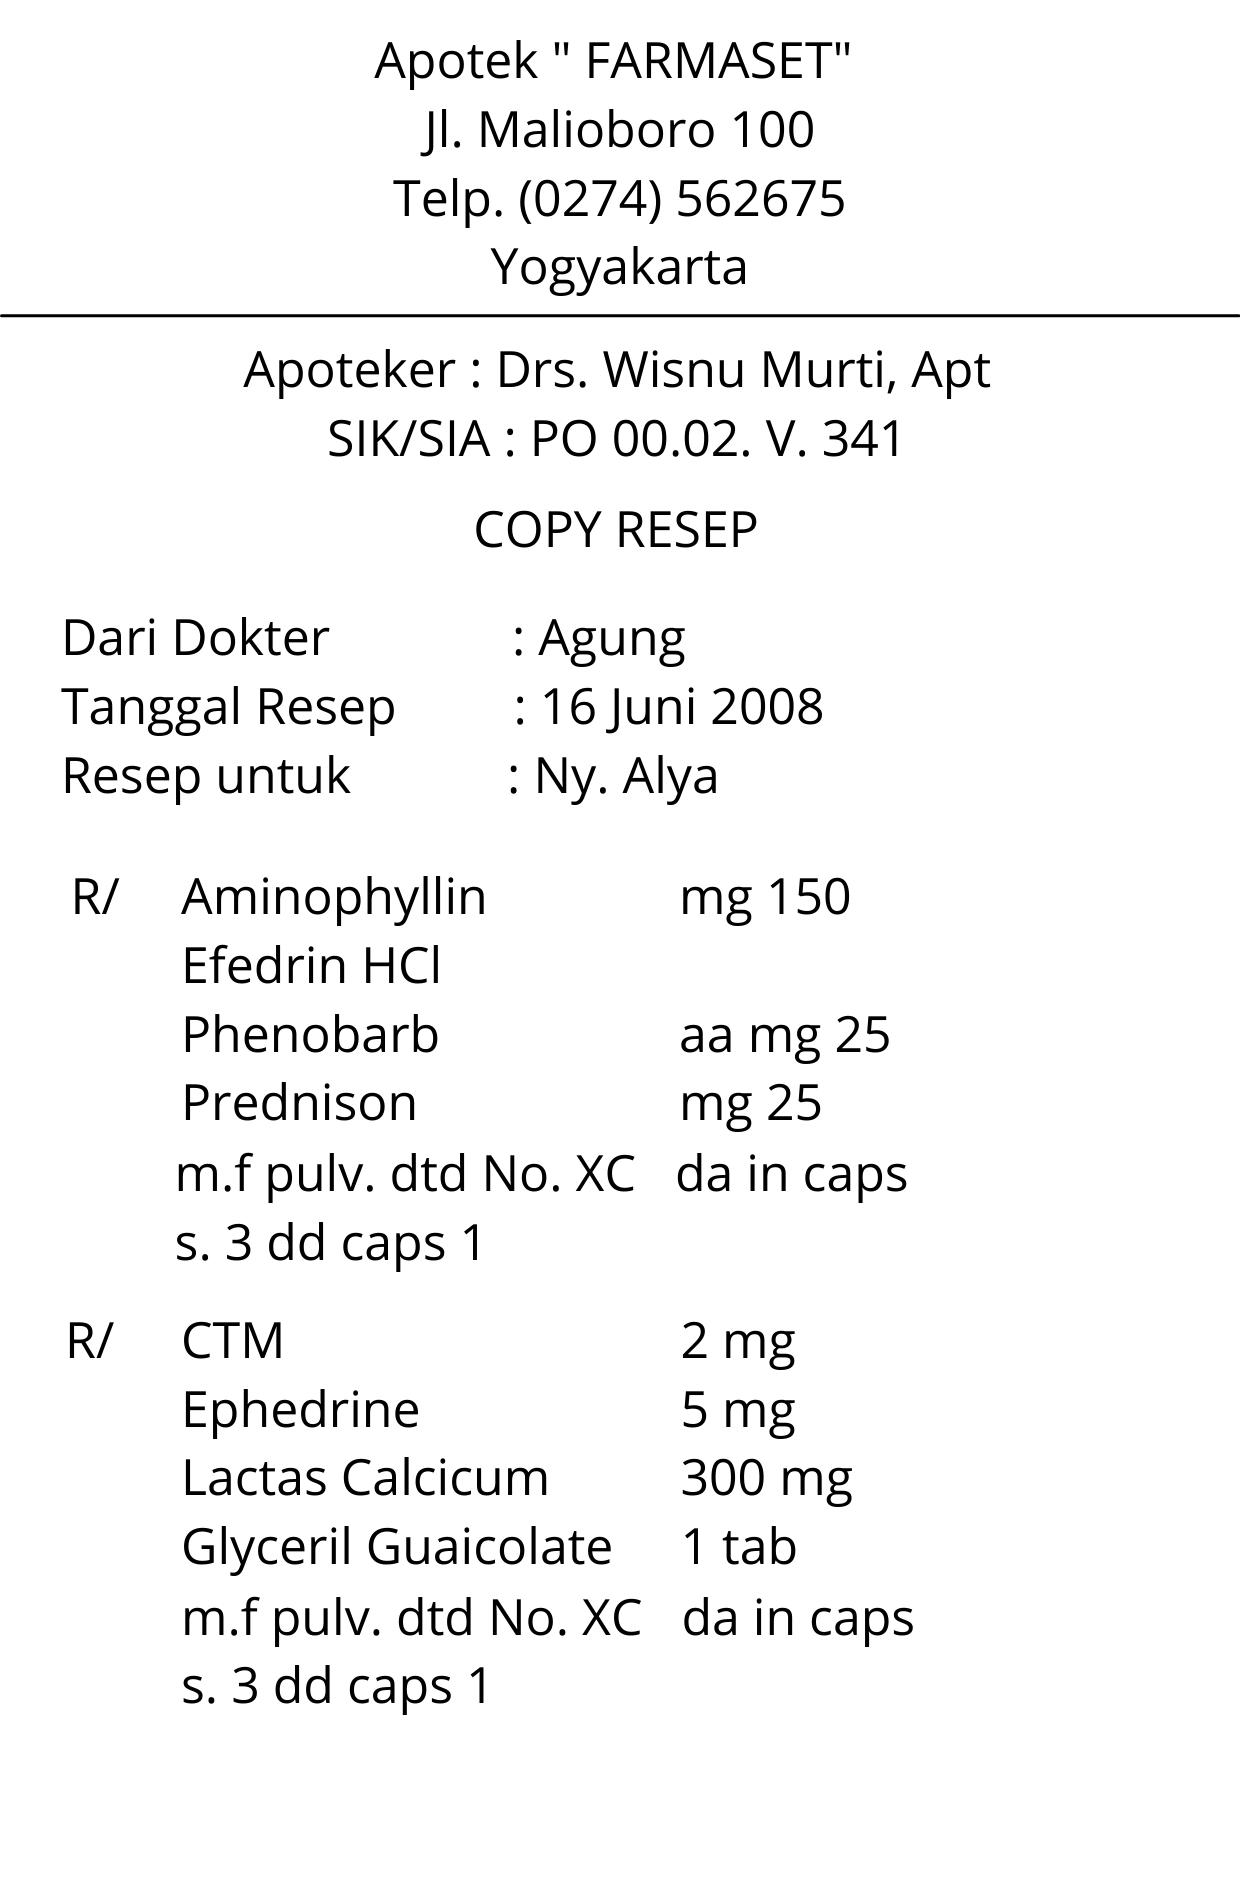 Apotek " FARMASET"
Jl. Malioboro 100
Telp. (0274) 562675
Yogyakarta
Apoteker : Drs. Wisnu Murti, Apt
SIK/SIA : PO 00.02. V. 341
COPY RESEP
Dari Dokter : Agung
Tanggal Resep : 16 Juni 2008
Resep untuk : Ny. Alya
R/ Aminophyllin mg 150
Efedrin HCl
Phenobarb aa mg 25
Prednison mg 25
m.f pulv. dtd No. XC da in caps
s. 3 dd caps 1
R/ CTM 2 mg
Ephedrine 5 mg
Lactas Calcicum 300 mg
Glyceril Guaicolate 1 tab
m.f pulv. dtd No. XC da in caps
s. 3 dd caps 1